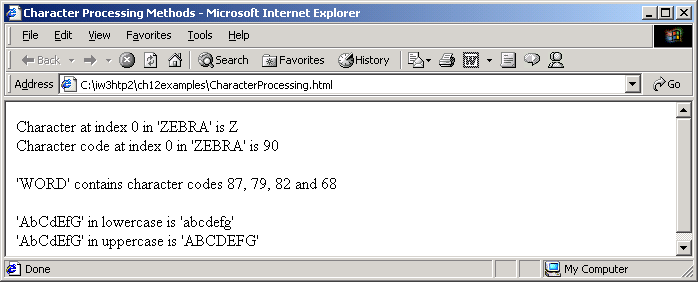 Character Processing Methods - Microsoft Internet Explorer
File Edit View Favorites Tools Help
Back Search Favorites History
Address C:\iw3htp2\ch12examples\CharacterProcessing.html Go
Character at index 0 in 'ZEBRA' is Z
Character code at index 0 in 'ZEBRA' is 90
'WORD' contains character codes 87, 79, 82 and 68
'AbCdEfG' in lowercase is 'abcdefg'
'AbCdEfG' in uppercase is 'ABCDEFG'
Done My Computer